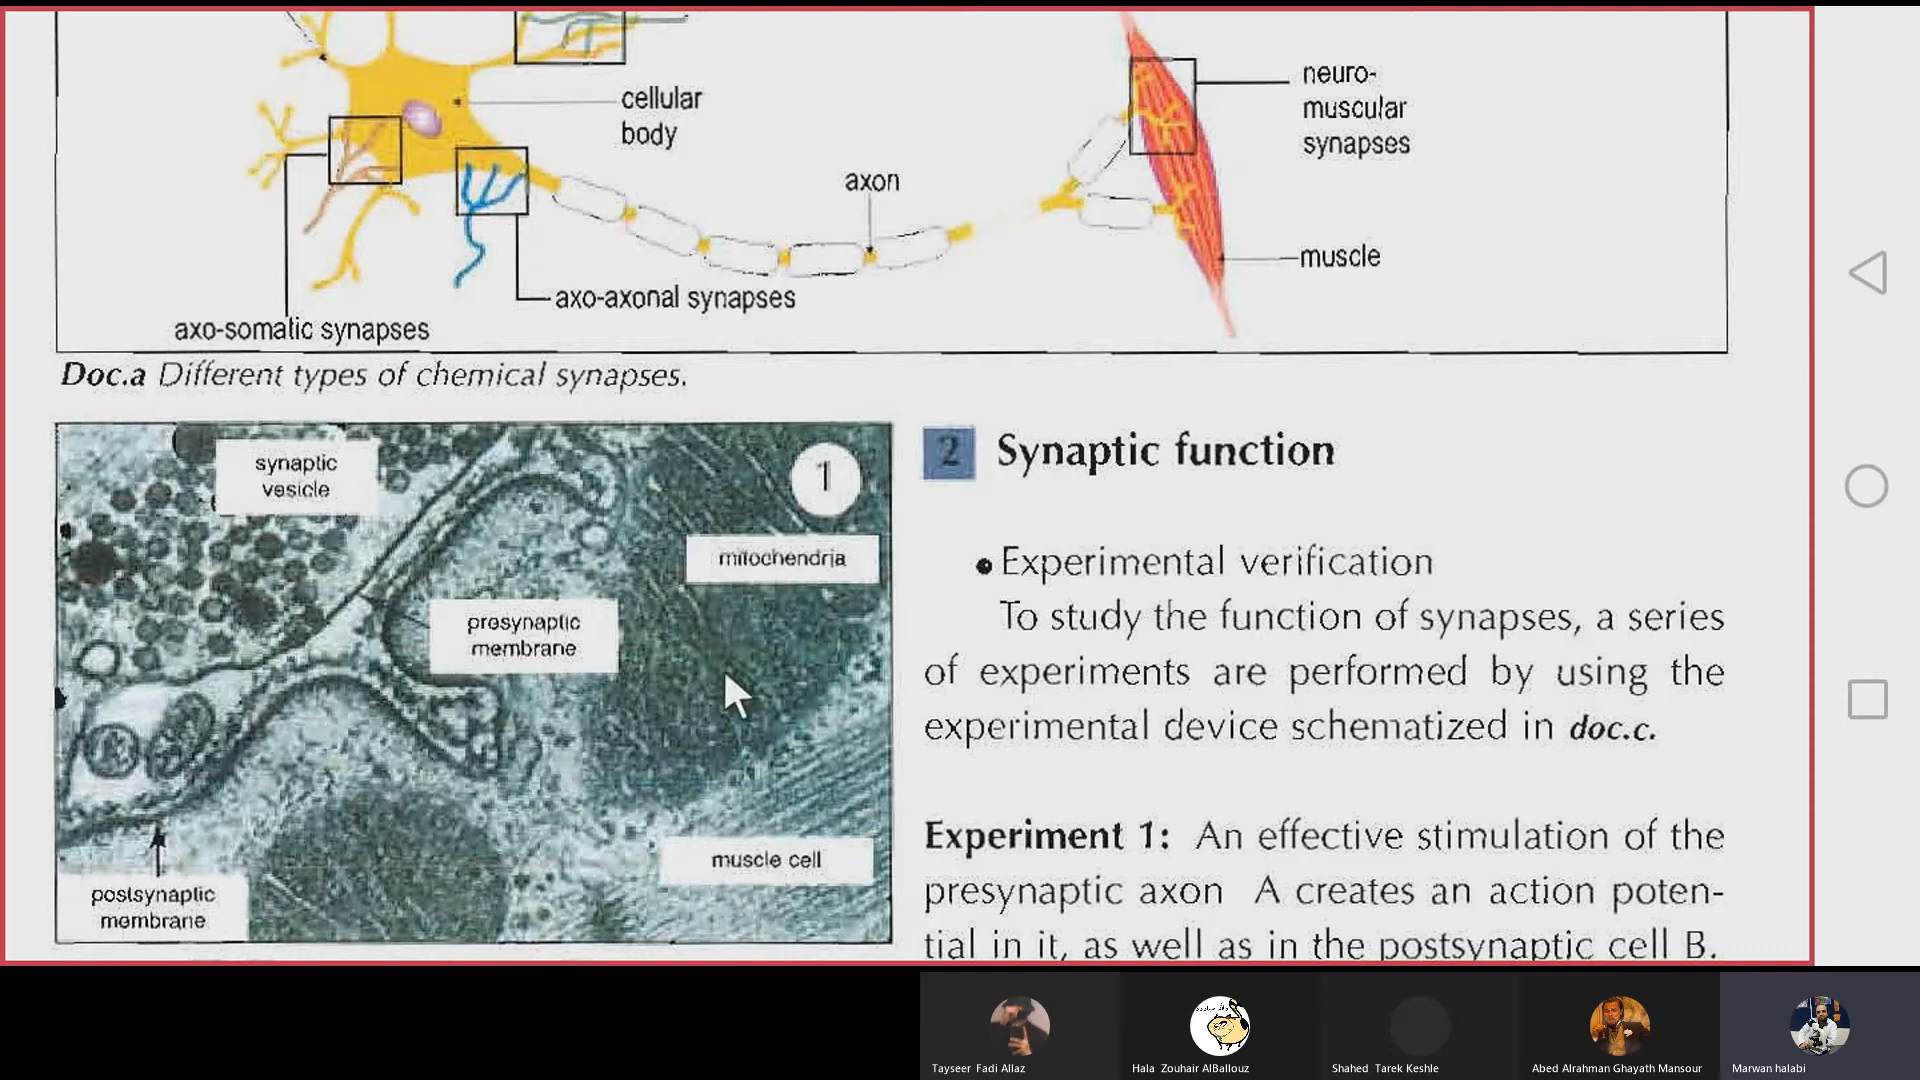 cellular
body
neuro-
muscular
synapses
axon
muscle
axo-axonal synapses
axo-somatic synapses
Doc.a Different types of chemical synapses.
synaptic
vesicle
1
mitochendria
presynaptic
membrane
muscle cell
postsynaptic
membrane
2 Synaptic function
• Experimental verification
To study the function of synapses, a series
of experiments are performed by using the
experimental device schematized in doc.c.
Experiment 1: An effective stimulation of the
presynaptic axon A creates an action poten-
tial in it, as well as in the postsynaptic cell B.
Tayseer Fadi Allaz
Hala Zouhair AlBallouz
Shahed Tarek Keshle
Abed Alrahman Ghayath Mansour
Marwan halabi